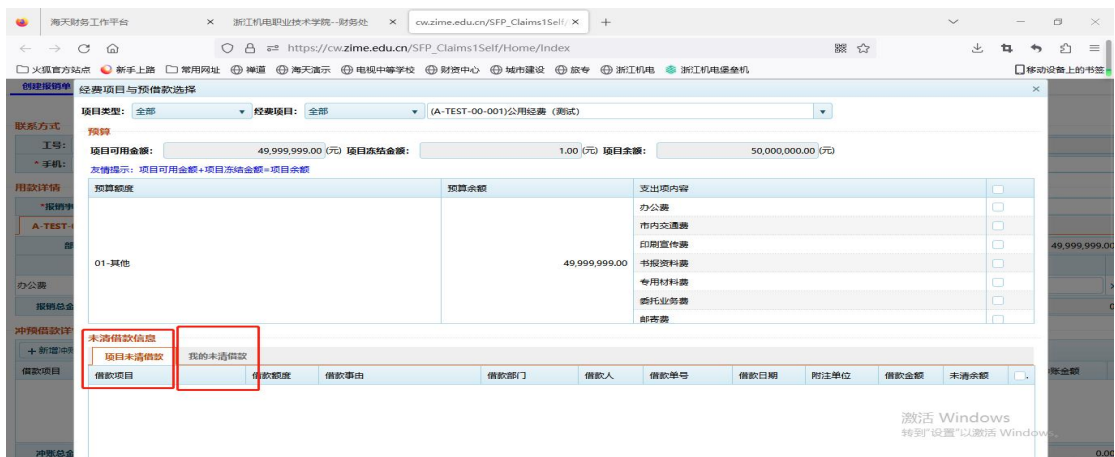 海天财务工作平台 × 浙江机电职业技术学院--财务处 × cw.zime.edu.cn/SFP_Claims1Self/ × +
https://cw.zime.edu.cn/SFP_Claims1Self/Home/Index
火狐官方站点 新手上路 常用网址 禅道 海天演示 电视中等学校 财资中心 城市建设 旅专 浙江机电 浙江机电堡垒机 移动设备上的书签
创建报销单 经费项目与预借款选择 ×
项目类型: 全部 经费项目: 全部 (A-TEST-00-001)公用经费(测试)
联系方式 预算
工号: 项目可用金额: 49,999,999.00 (元) 项目冻结金额: 1.00 (元) 项目余额: 50,000,000.00 (元)
*手机: 友情提示:项目可用金额+项目冻结金额=项目余额
用款详情 预算额度 预算余额 支出项内容
*报销事 办公费
A-TEST- 市内交通费
部 印刷宣传费 49,999,999.00
01-其他 49,999,999.00 书报资料费
办公费 专用材料费
报销总金 委托业务费
邮寄费
冲预借款详 未清借款信息
+新增冲账 项目未清借款 我的未清借款
借款项目 借款项目 借款额度 借款事由 借款部门 借款人 借款单号 借款日期 附注单位 借款金额 未清余额 账金额
激活 Windows
转到"设置"以激活 Windows。
冲账总金 0.00